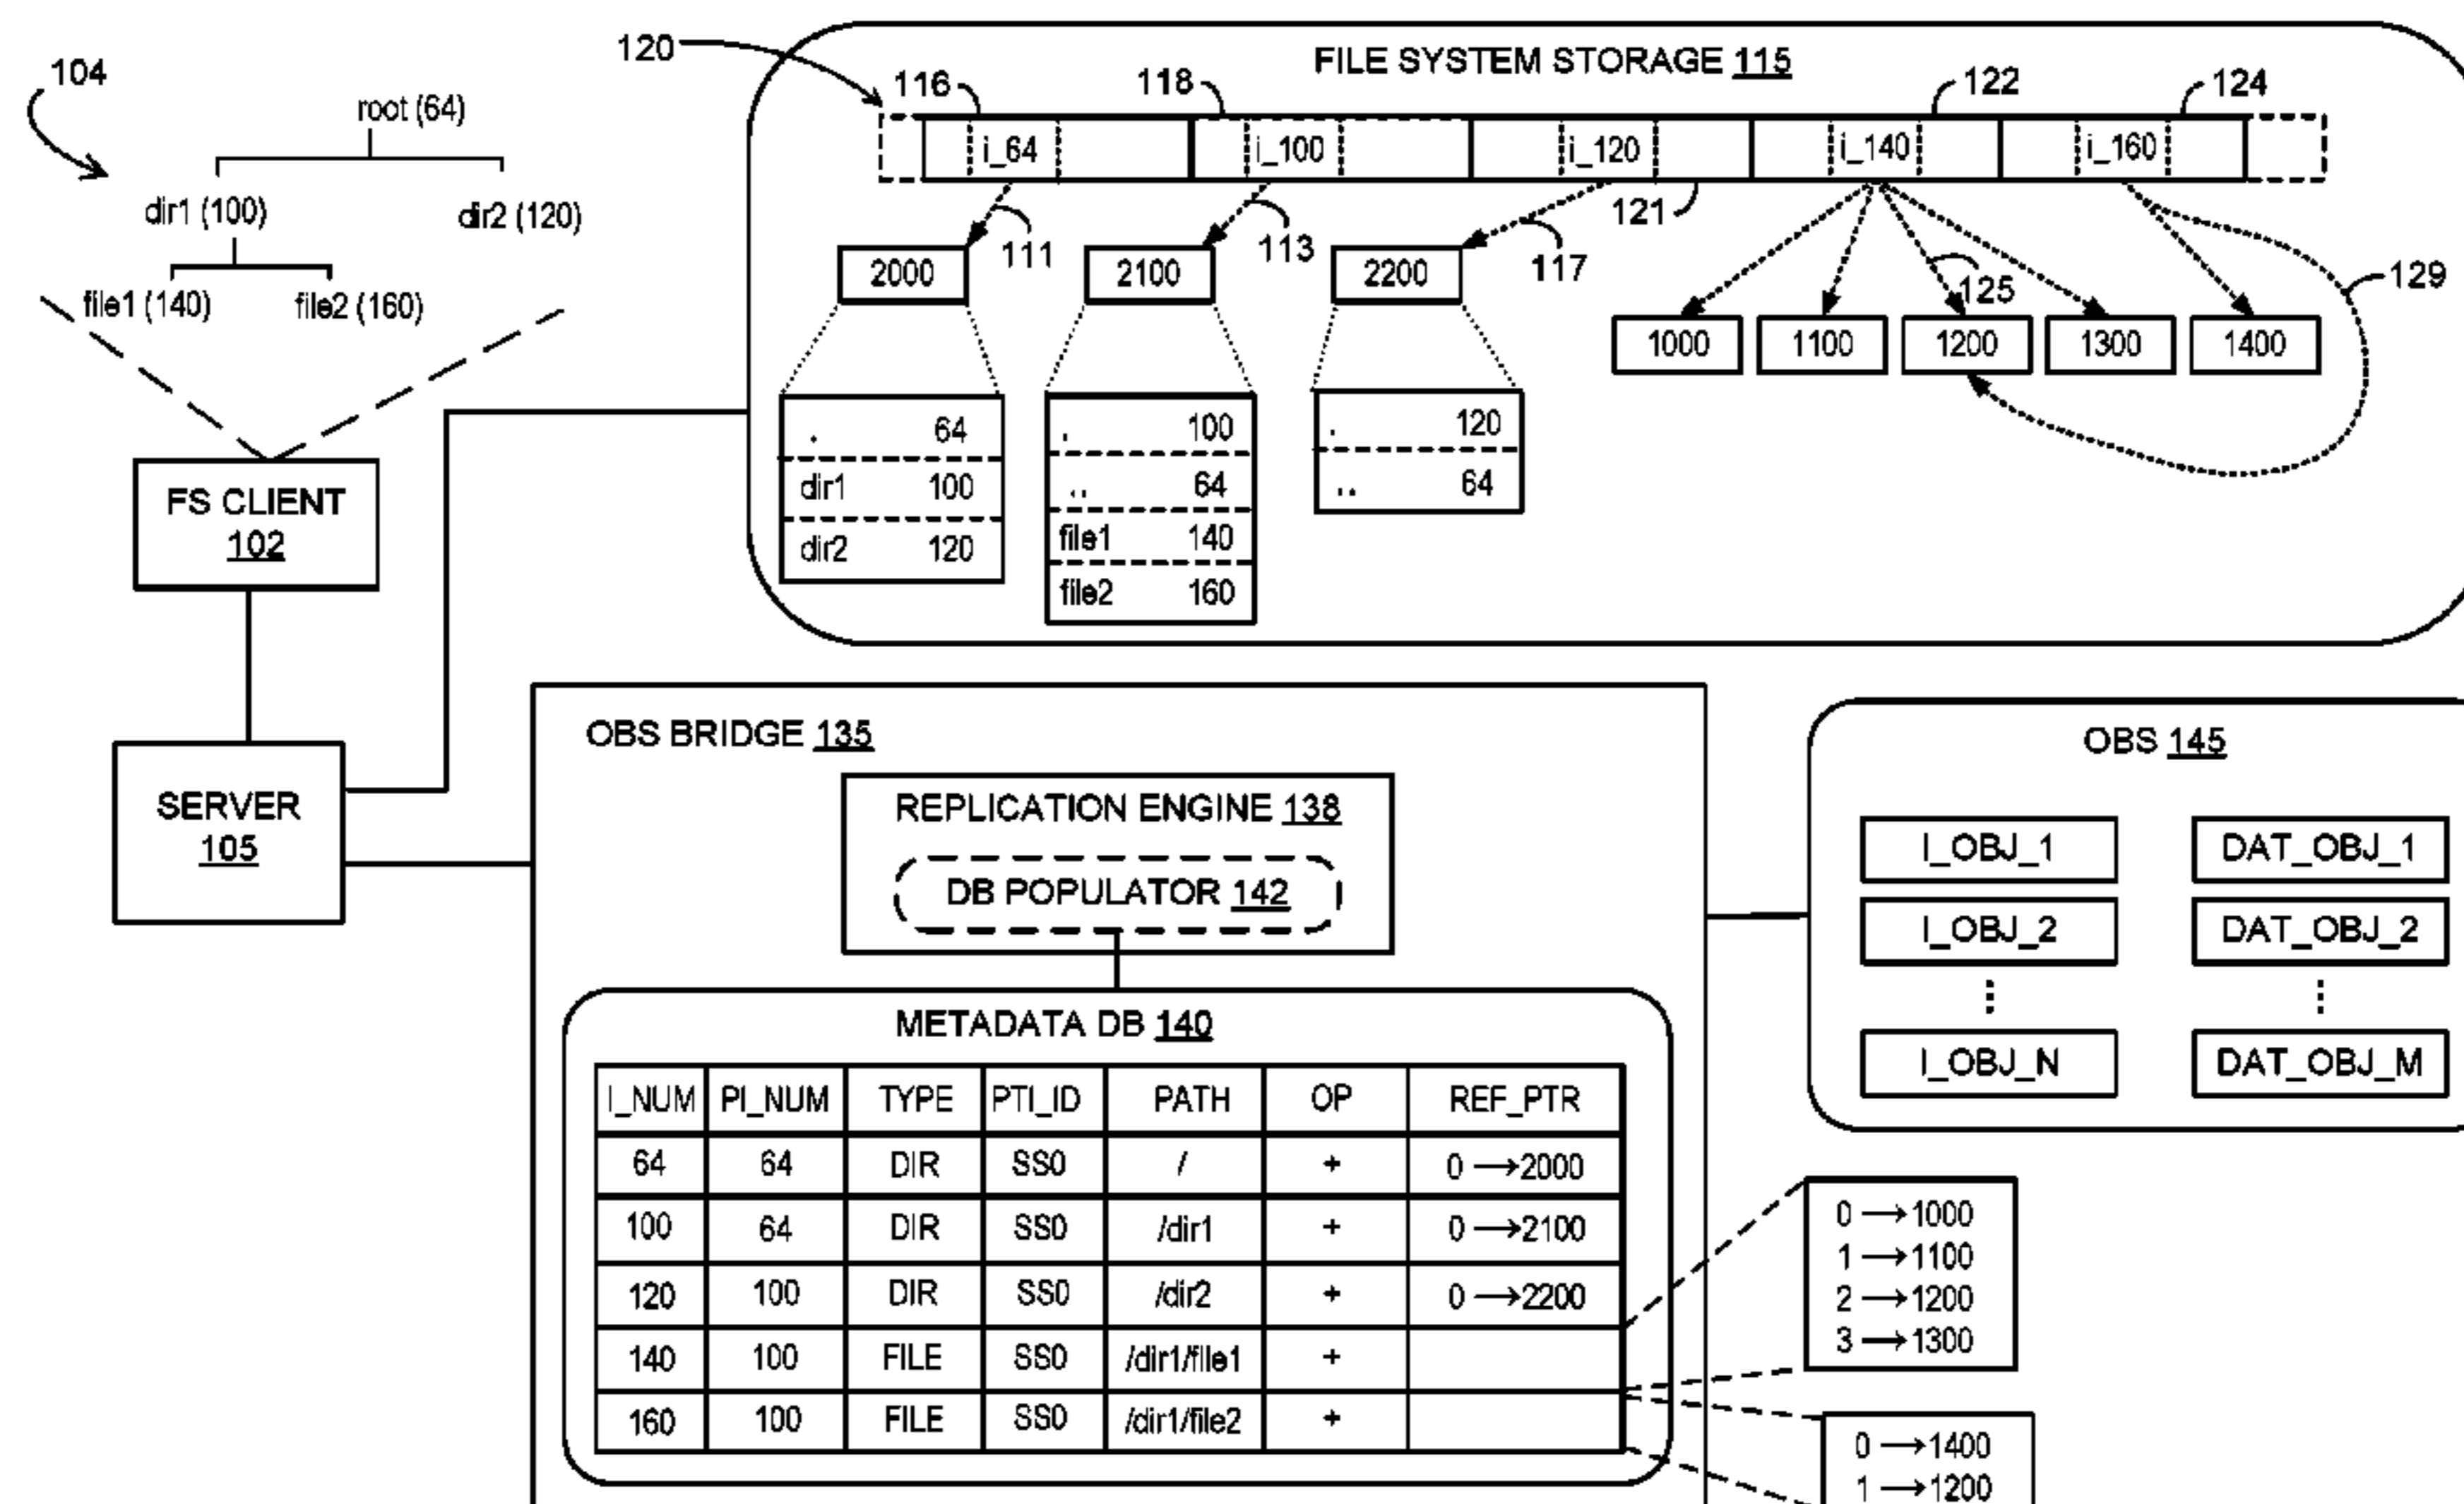 104
root (64)
dir1 (100)
dir2 (120)
file1 (140)
file2 (160)
FS CLIENT
102
SERVER
105
120
FILE SYSTEM STORAGE 115
116
118
122
124
i_64
i_100
i_120
i_140
i_160
111
113
117
121
125
129
2000
2100
2200
1000
1100
1200
1300
1400
. 64
dir1 100
dir2 120
. 100
.. 64
file1 140
file2 160
. 120
.. 64
OBS BRIDGE 135
REPLICATION ENGINE 138
DB POPULATOR 142
METADATA DB 140
I_NUM PI_NUM TYPE PTI_ID PATH OP REF_PTR
64 64 DIR SS0 / + 0 →2000
100 64 DIR SS0 /dir1 + 0 →2100
120 100 DIR SS0 /dir2 + 0 →2200
140 100 FILE SS0 /dir1/file1 +
160 100 FILE SS0 /dir1/file2 +
OBS 145
I_OBJ_1 DAT_OBJ_1
I_OBJ_2 DAT_OBJ_2
I_OBJ_N DAT_OBJ_M
0 →1000
1 →1100
2 →1200
3 →1300
0 →1400
1 →1200